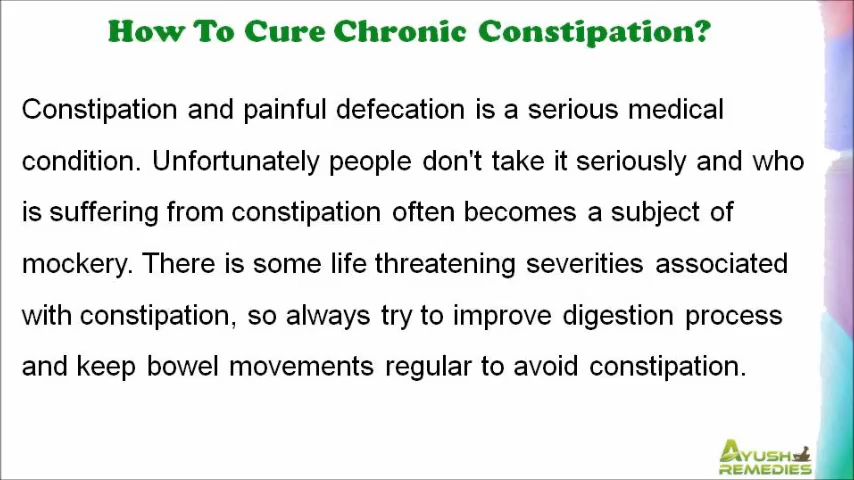 How To Cure Chronic Constipation?
Constipation and painful defecation is a serious medical
condition. Unfortunately people don't take it seriously and who
is suffering from constipation often becomes a subject of
mockery. There is some life threatening severities associated
with constipation, so always try to improve digestion process
and keep bowel movements regular to avoid constipation.
AYUSH
REMEDIES